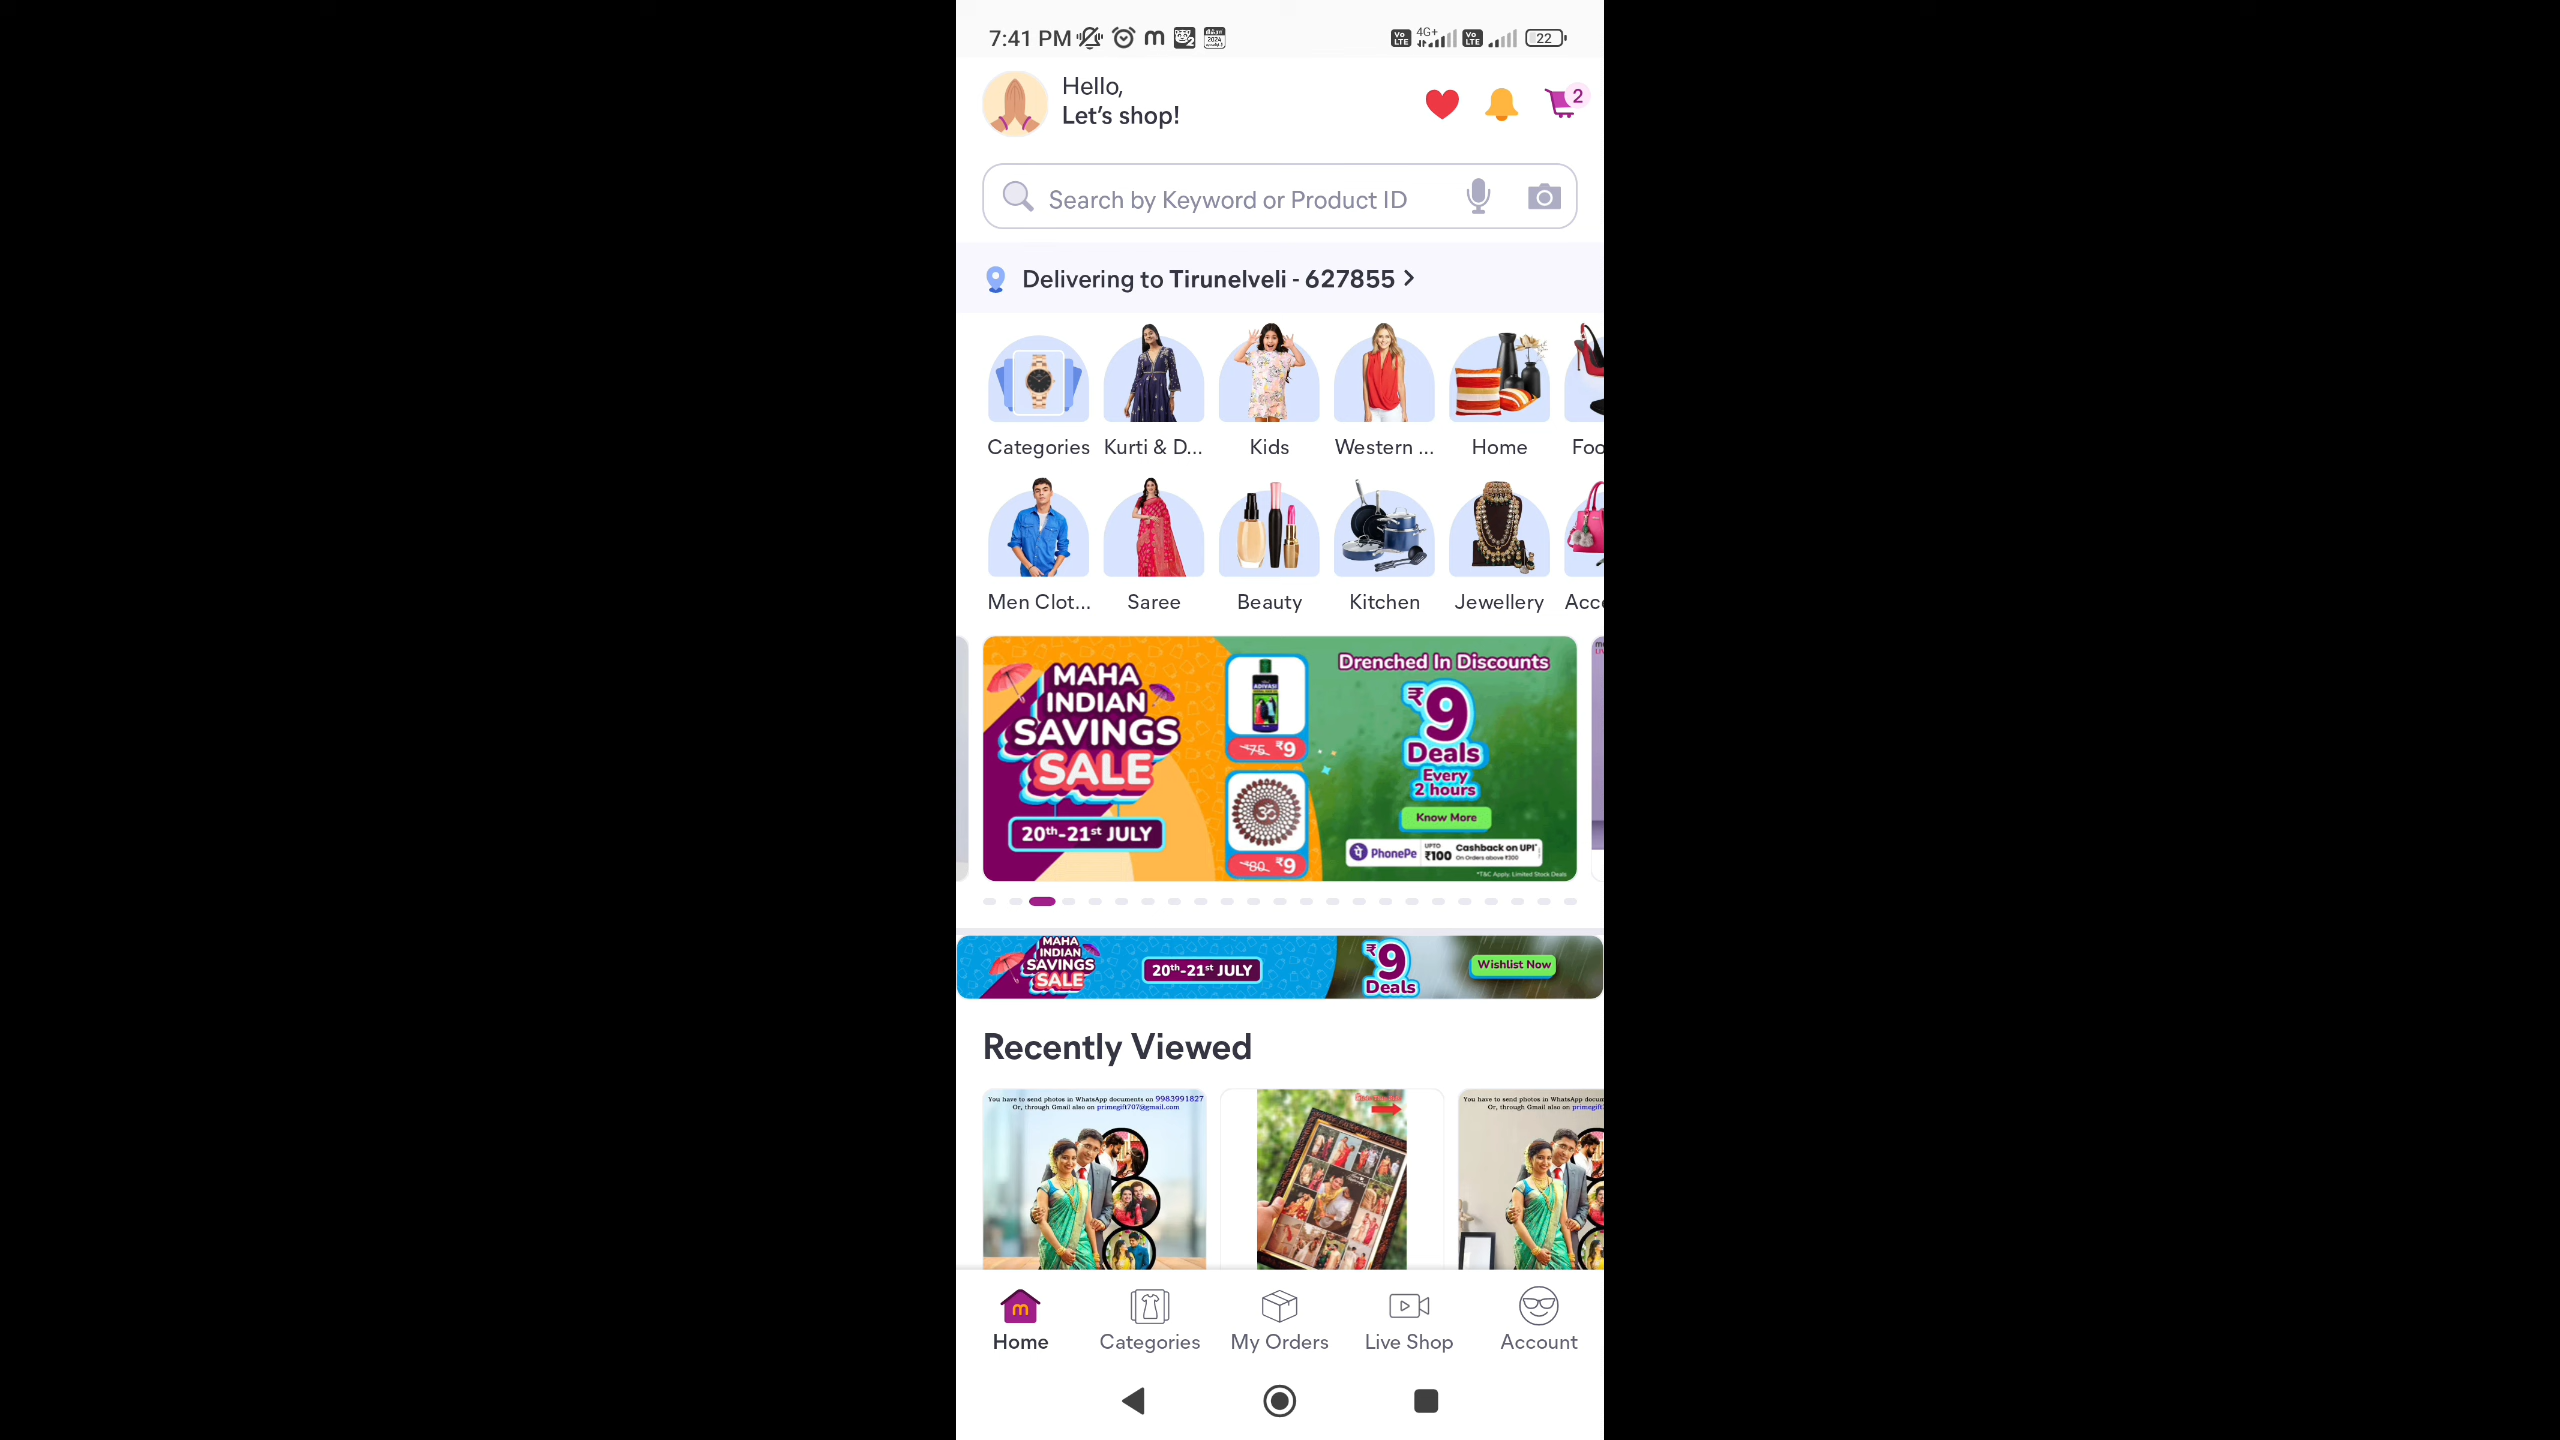 7:41 PM
4G+
22
Hello,
Let's shop!
2
Search by Keyword or Product ID
Delivering to Tirunelveli - 627855
Categories
Kurti & D...
Kids
Western ...
Home
Foo
Men Clot...
Saree
Beauty
Kitchen
Jewellery
Acc
MAHA
INDIAN
SAVINGS
SALE
20th-21st JULY
ADIVASI
₹75 ₹9
₹80 ₹9
Drenched In Discounts
₹9
Deals
Every
2 hours
Know More
PhonePe UPTO ₹100 Cashback on UPI*
On Orders above ₹300
*T&C Apply, Limited Stock Deals
MAHA
INDIAN
SAVINGS
SALE
20th-21st JULY
₹9
Deals
Wishlist Now
Recently Viewed
You have to send photos in WhatsApp documents on 9983991827
Or, through Gmail also on primegift707@gmail.com
You have to send photos in WhatsApp docum
Or, through Gmail also on primegift
Home
Categories
My Orders
Live Shop
Account